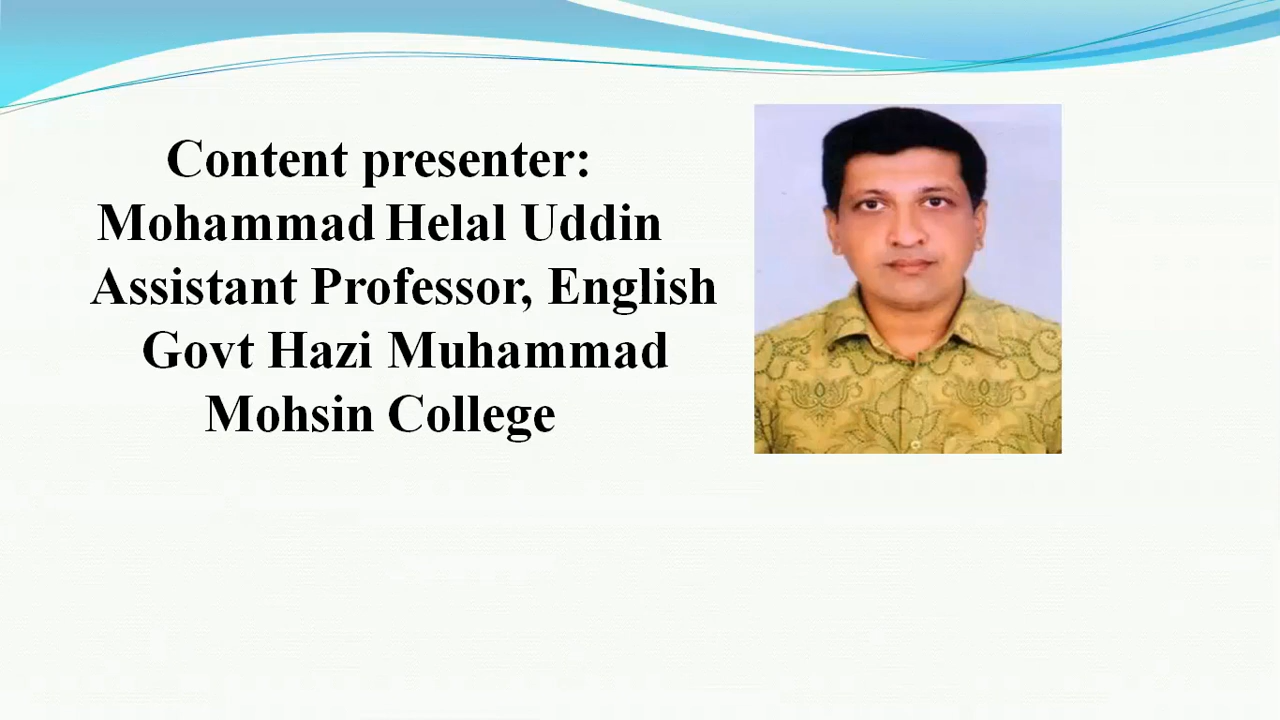 Content presenter:
Mohammad Helal Uddin
Assistant Professor, English
Govt Hazi Muhammad
Mohsin College